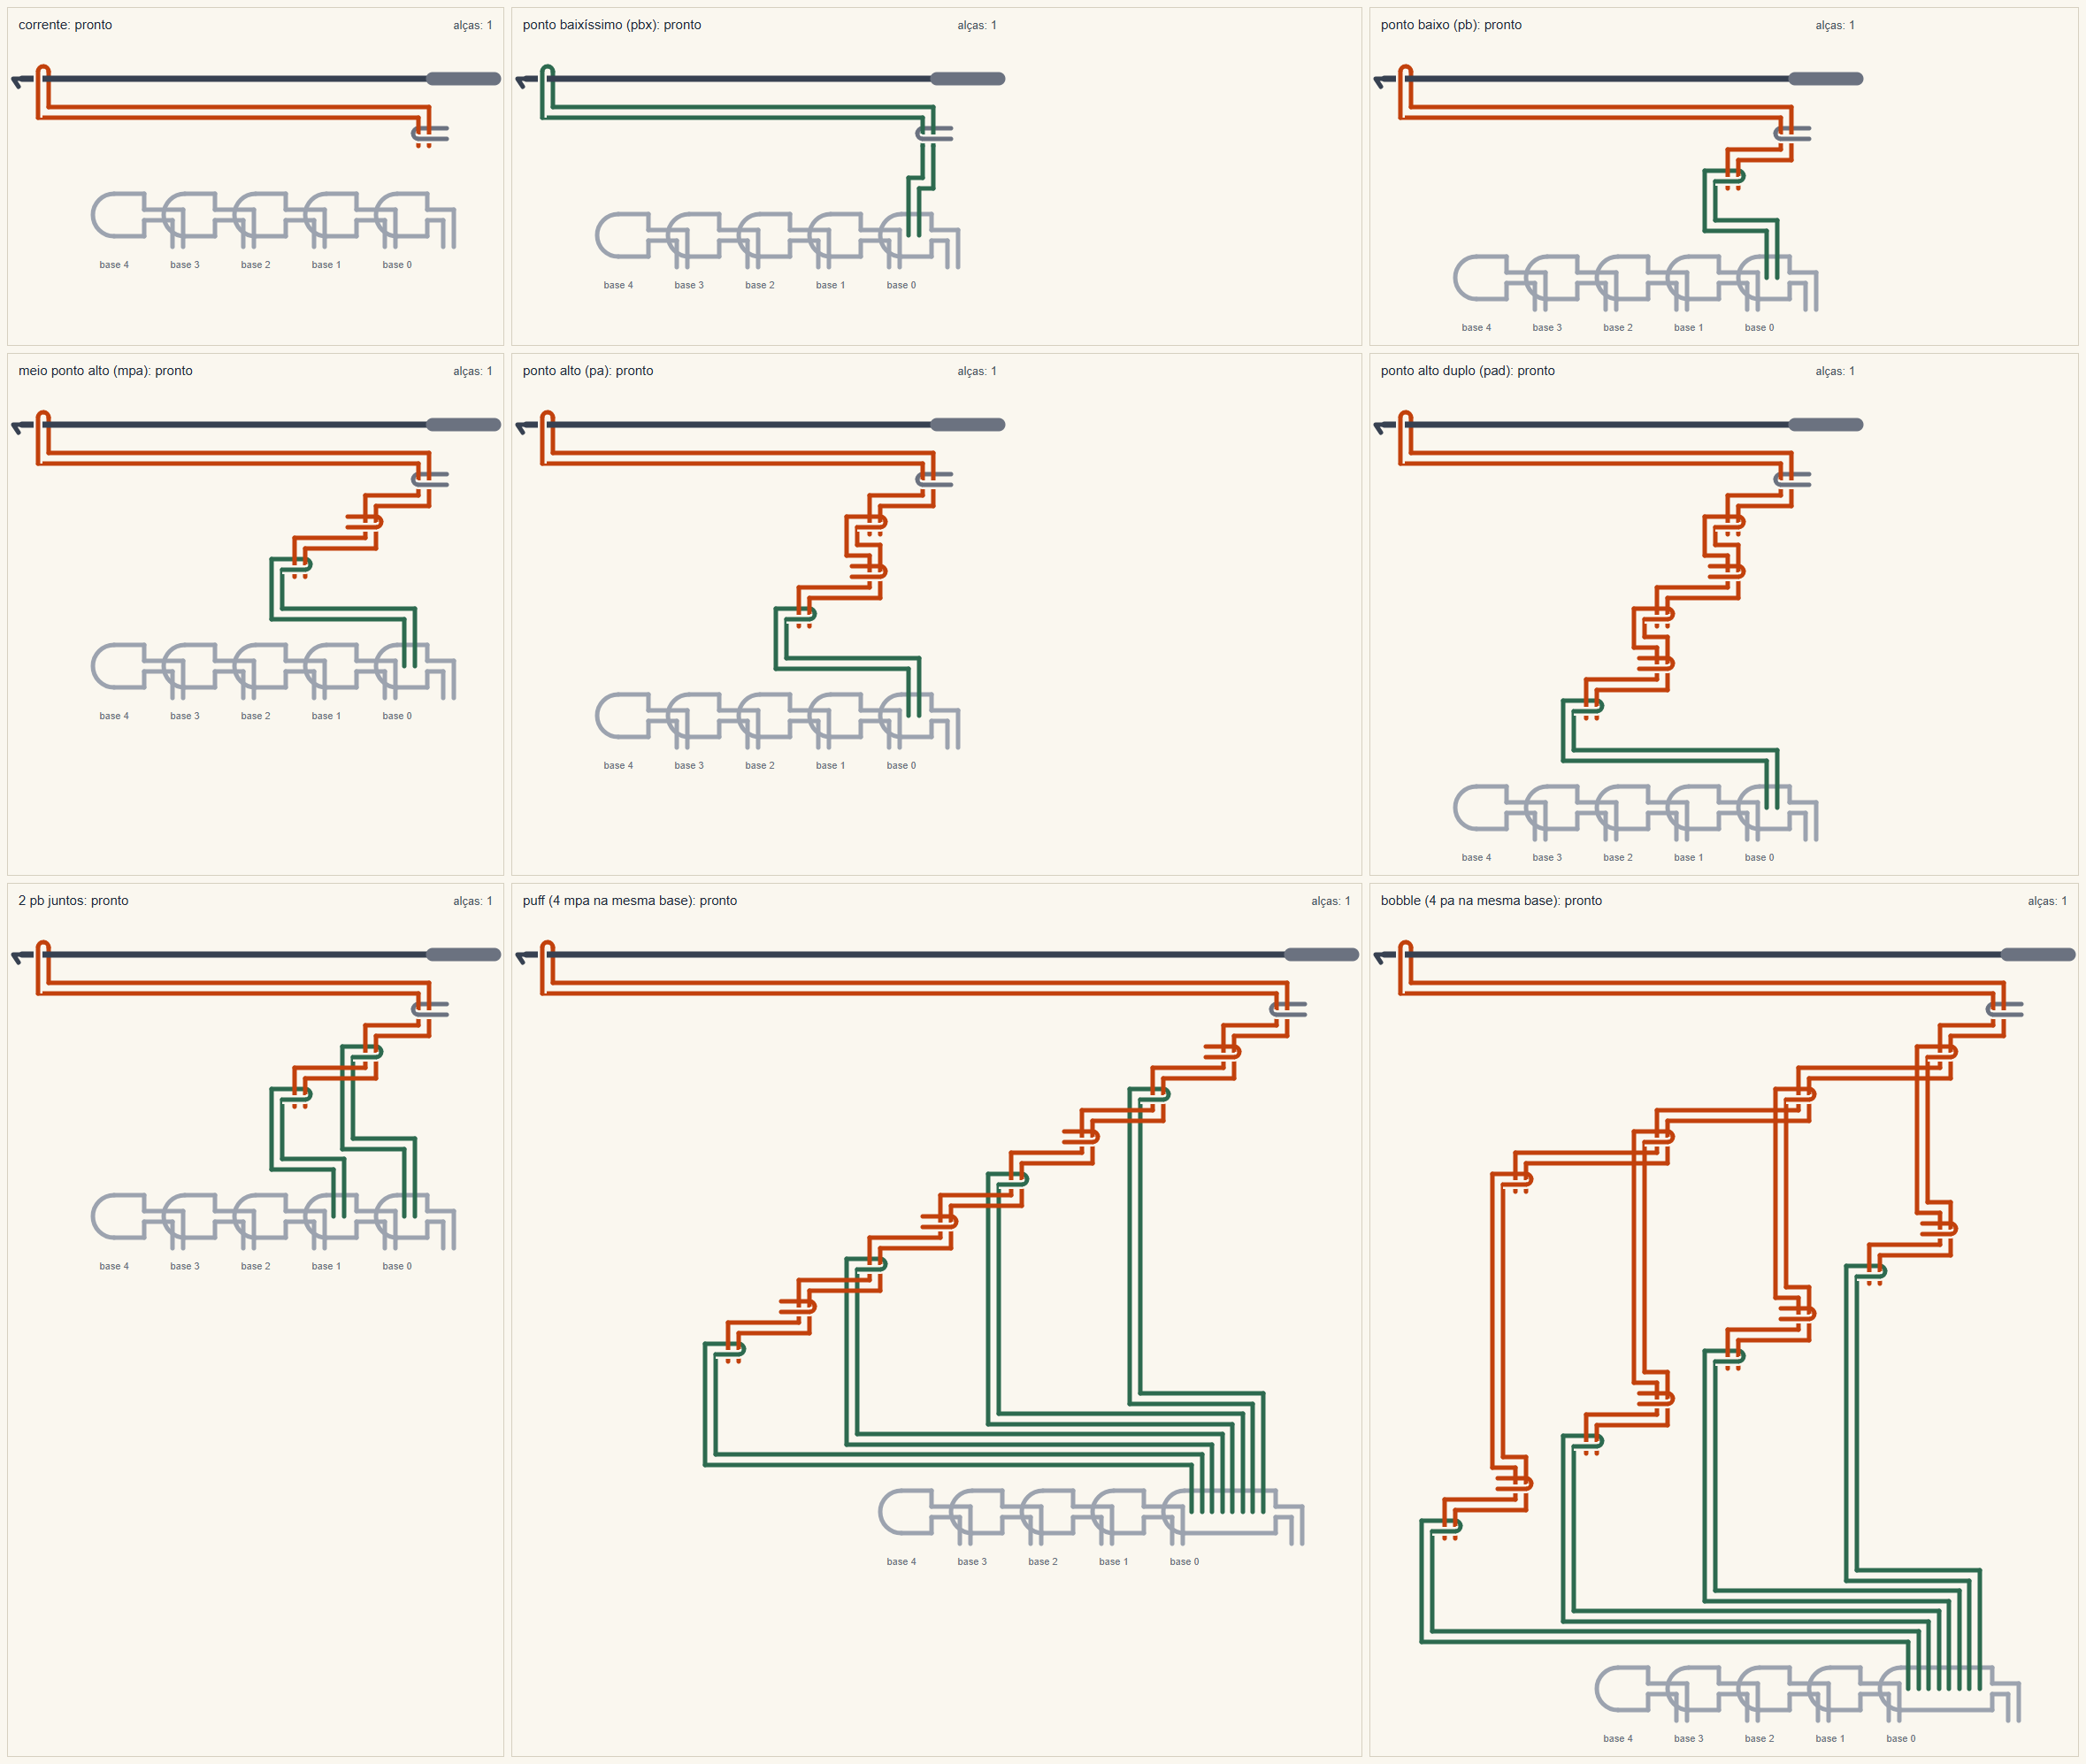 corrente: pronto
alças: 1
base 4
base 3
base 2
base 1
base 0
ponto baixíssimo (pbx): pronto
alças: 1
base 4
base 3
base 2
base 1
base 0
ponto baixo (pb): pronto
alças: 1
base 4
base 3
base 2
base 1
base 0
meio ponto alto (mpa): pronto
alças: 1
base 4
base 3
base 2
base 1
base 0
ponto alto (pa): pronto
alças: 1
base 4
base 3
base 2
base 1
base 0
ponto alto duplo (pad): pronto
alças: 1
base 4
base 3
base 2
base 1
base 0
2 pb juntos: pronto
alças: 1
base 4
base 3
base 2
base 1
base 0
puff (4 mpa na mesma base): pronto
alças: 1
base 4
base 3
base 2
base 1
base 0
bobble (4 pa na mesma base): pronto
alças: 1
base 4
base 3
base 2
base 1
base 0